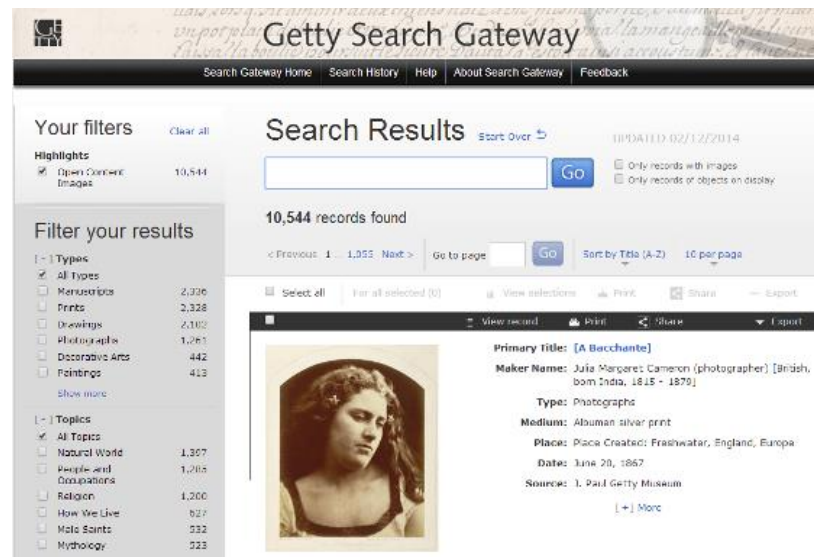 Getty Search Gateway
Search Gateway Home Search History Help About Search Gateway Feedback
Your filters Clear all
Highlights
Open Content Images 10,544
Filter your results
[-] Types
All Types
Manuscripts 2,336
Prints 2,328
Drawings 2,102
Photographs 1,261
Decorative Arts 442
Paintings 413
Show more
[-] Topics
All Topics
Natural World 1,397
People and Occupations 1,285
Religion 1,200
How We Live 627
Male Saints 532
Mythology 523
Search Results Start Over
UPDATED 02/12/2014
Go
Only records with images
Only records of objects on display
10,544 records found
< Previous 1 ... 1,055 Next > Go to page Go Sort by Title (A-Z) 10 per page
Select all For all selected (0) View selections Print Share Export
View record Print Share Export
Primary Title: [A Bacchante]
Maker Name: Julia Margaret Cameron (photographer) [British,
born India, 1815 - 1879]
Type: Photographs
Medium: Albumen silver print
Place: Place Created: Freshwater, England, Europe
Date: June 20, 1867
Source: J. Paul Getty Museum
[+] More